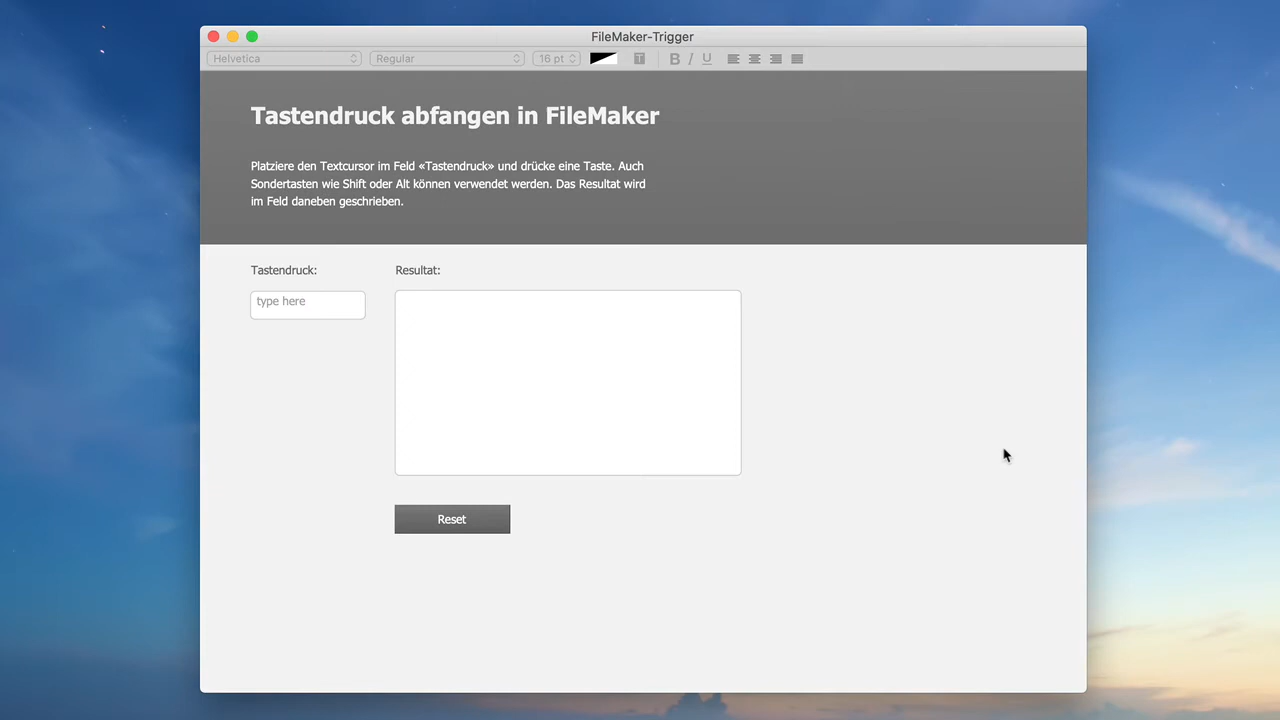 FileMaker-Trigger
Helvetica Regular 16 pt T B I U
Tastendruck abfangen in FileMaker
Platziere den Textcursor im Feld «Tastendruck» und drücke eine Taste. Auch
Sondertasten wie Shift oder Alt können verwendet werden. Das Resultat wird
im Feld daneben geschrieben.
Tastendruck: Resultat:
type here
Reset